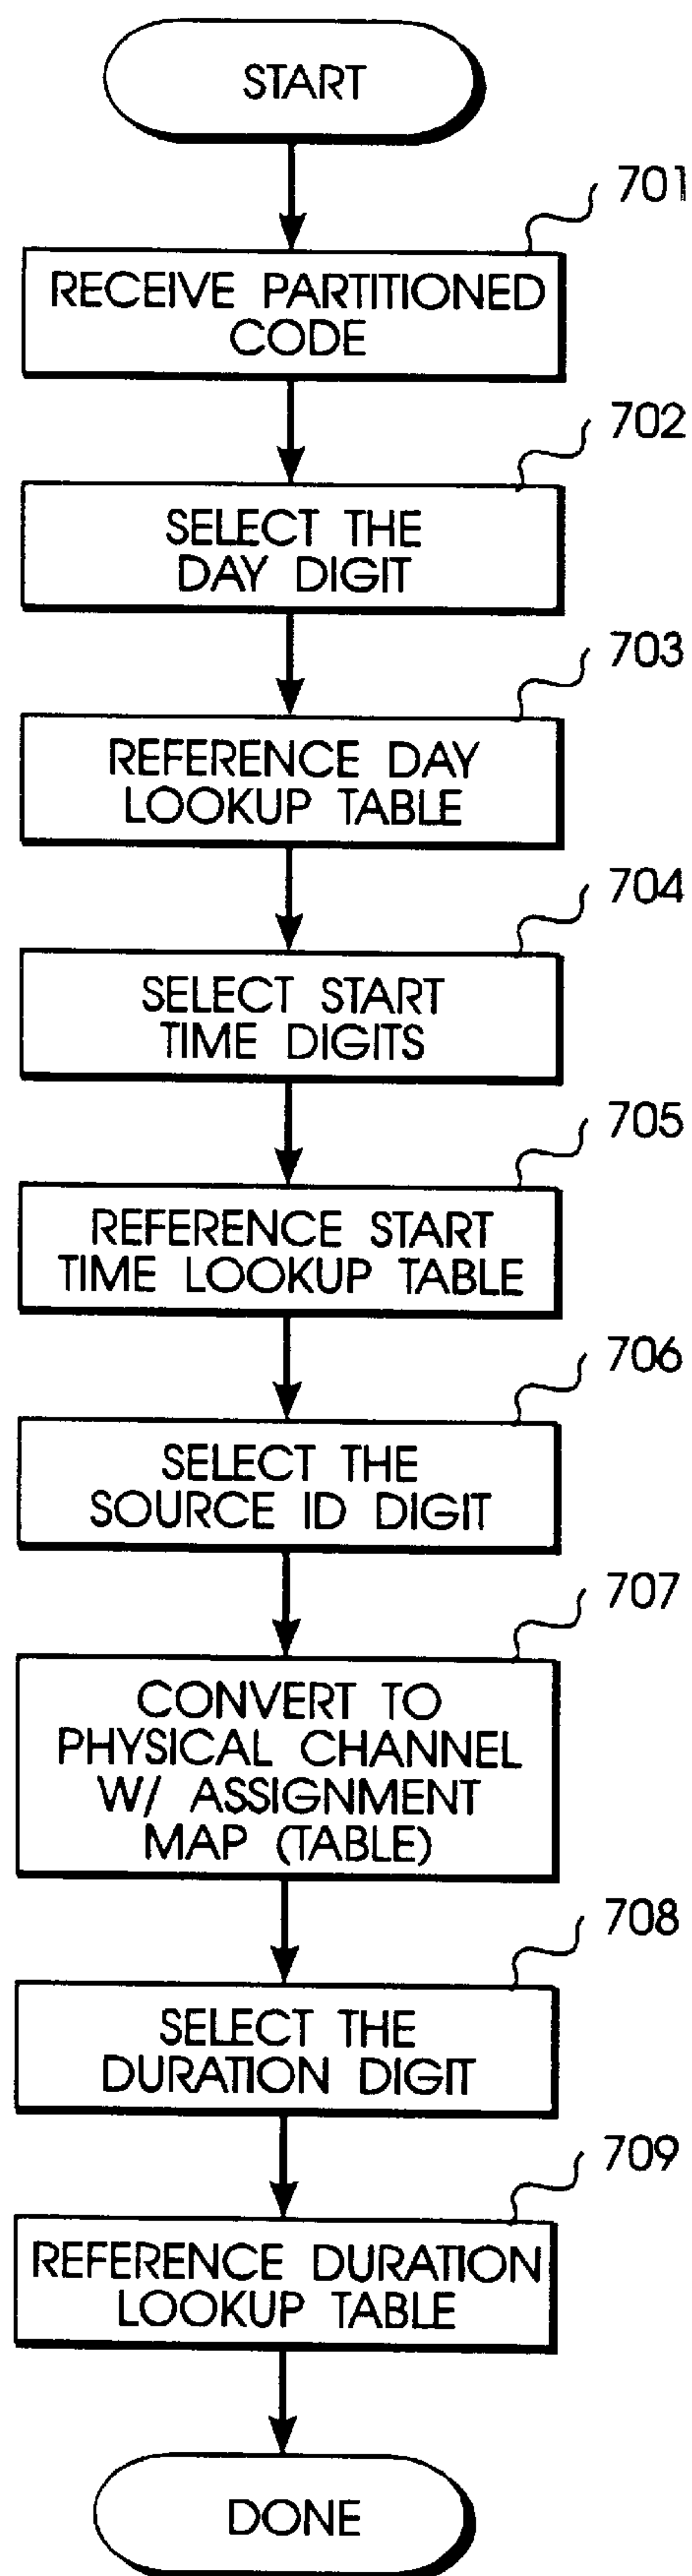 START
701
RECEIVE PARTITIONED
CODE
702
SELECT THE
DAY DIGIT
703
REFERENCE DAY
LOOKUP TABLE
704
SELECT START
TIME DIGITS
705
REFERENCE START
TIME LOOKUP TABLE
706
SELECT THE
SOURCE ID DIGIT
707
CONVERT TO
PHYSICAL CHANNEL
W/ ASSIGNMENT
MAP (TABLE)
708
SELECT THE
DURATION DIGIT
709
REFERENCE DURATION
LOOKUP TABLE
DONE